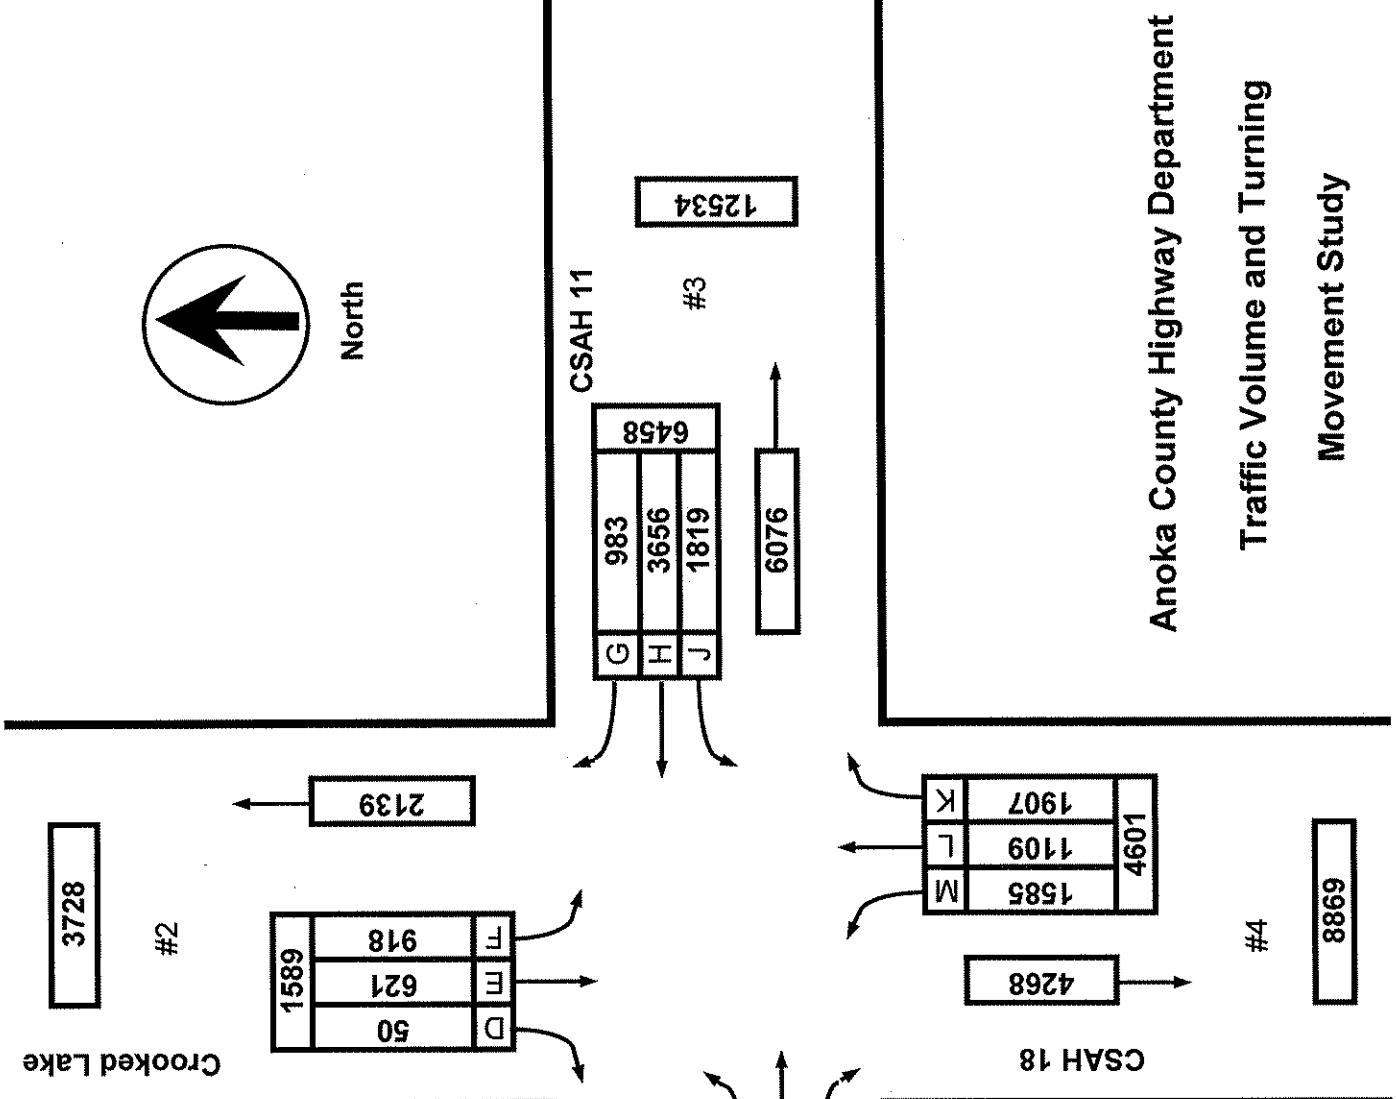 Anoka County Highway Department
Traffic Volume and Turning
Movement Study
North
Crooked Lake
#2
3728
1589
50
621
918
D
E
F
2139
CSAH 11
#3
12534
6458
G
983
H
3656
J
1819
6076
K
1907
L
1109
M
1585
4601
4268
#4
8869
CSAH 18